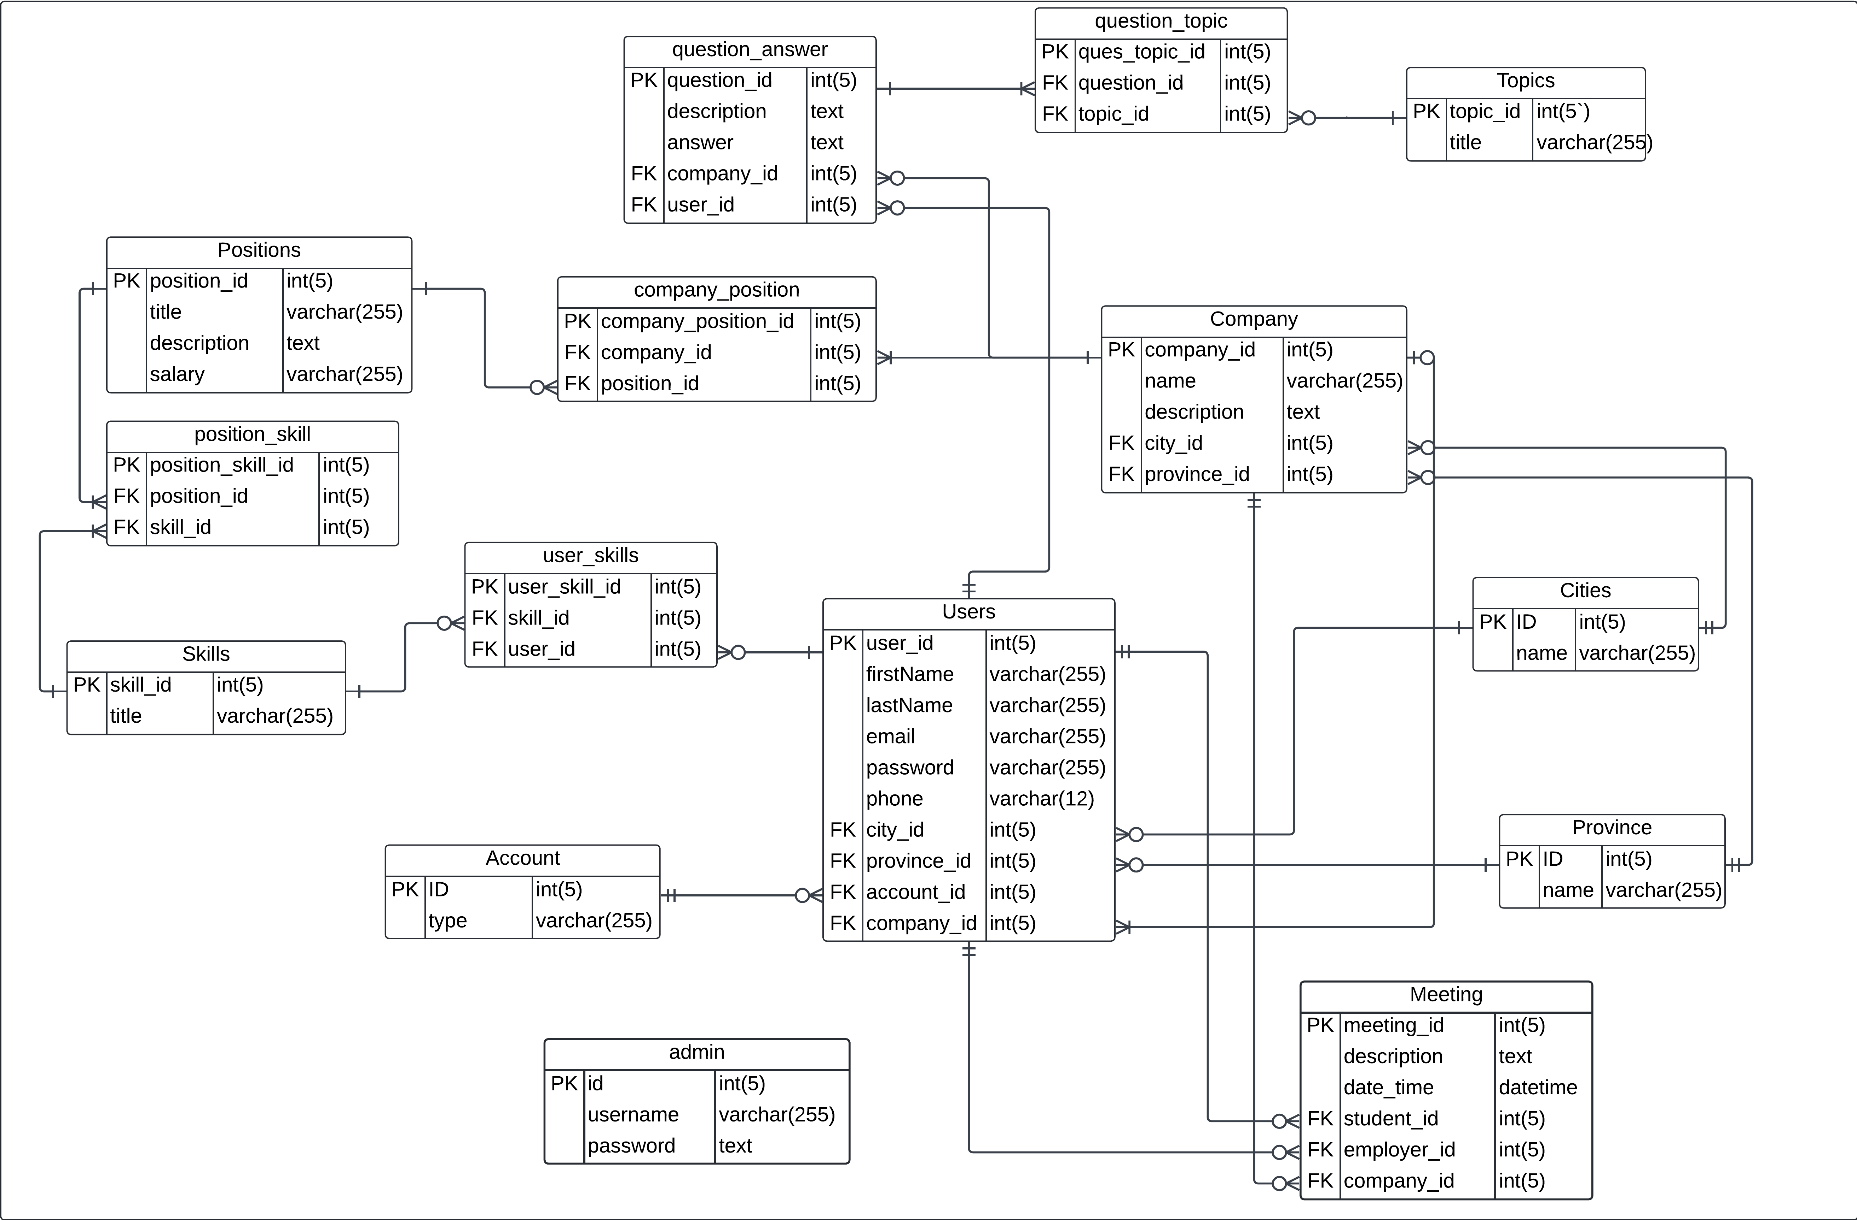 question_topic
PK ques_topic_id int(5)
FK question_id int(5)
FK topic_id int(5)
question_answer
PK question_id int(5)
description text
answer text
FK company_id int(5)
FK user_id int(5)
Topics
PK topic_id int(5`)
title varchar(255)
Positions
PK position_id int(5)
title varchar(255)
description text
salary varchar(255)
company_position
PK company_position_id int(5)
FK company_id int(5)
FK position_id int(5)
Company
PK company_id int(5)
name varchar(255)
description text
FK city_id int(5)
FK province_id int(5)
position_skill
PK position_skill_id int(5)
FK position_id int(5)
FK skill_id int(5)
user_skills
PK user_skill_id int(5)
FK skill_id int(5)
FK user_id int(5)
Cities
PK ID int(5)
name varchar(255)
Users
PK user_id int(5)
firstName varchar(255)
lastName varchar(255)
email varchar(255)
password varchar(255)
phone varchar(12)
FK city_id int(5)
FK province_id int(5)
FK account_id int(5)
FK company_id int(5)
Skills
PK skill_id int(5)
title varchar(255)
Province
PK ID int(5)
name varchar(255)
Account
PK ID int(5)
type varchar(255)
Meeting
PK meeting_id int(5)
description text
date_time datetime
FK student_id int(5)
FK employer_id int(5)
FK company_id int(5)
admin
PK id int(5)
username varchar(255)
password text